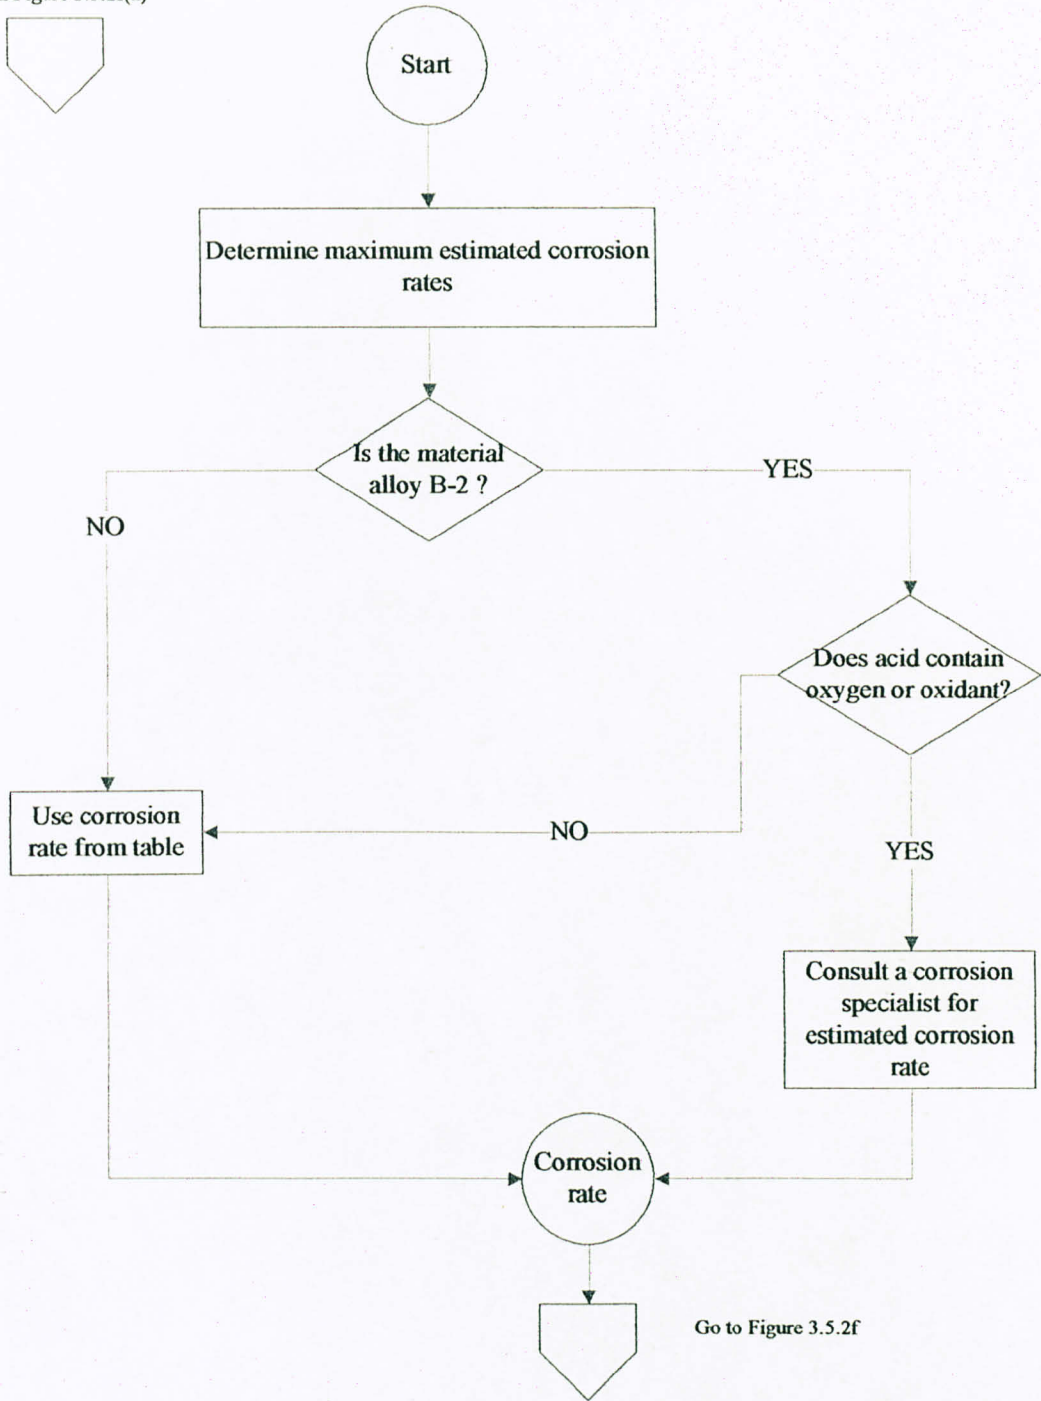 Start
Determine maximum estimated corrosion
rates
Is the material
alloy B-2 ?
YES
NO
Does acid contain
oxygen or oxidant?
Use corrosion
rate from table
NO
YES
Consult a corrosion
specialist for
estimated corrosion
rate
Corrosion
rate
Go to Figure 3.5.2f